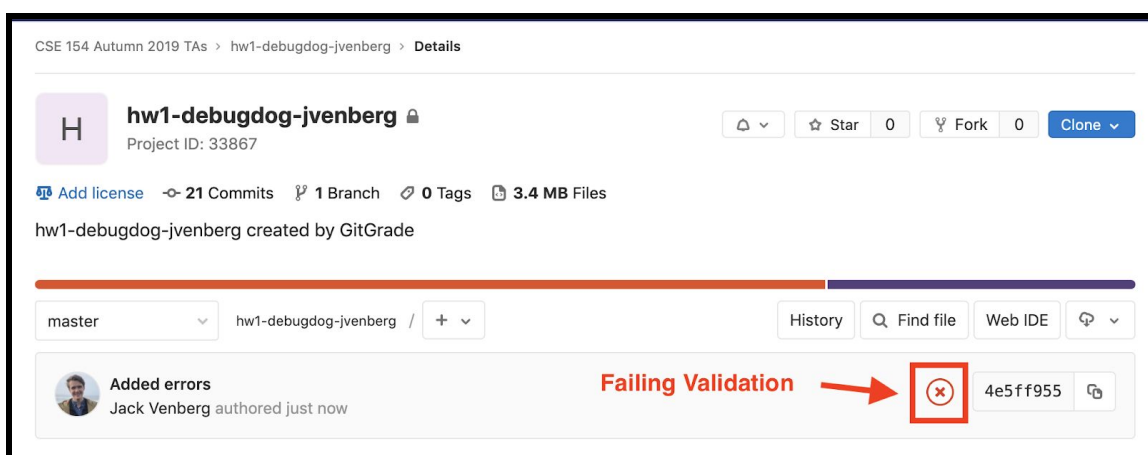 CSE 154 Autumn 2019 TAs > hw1-debugdog-jvenberg > Details
H
hw1-debugdog-jvenberg
Project ID: 33867
Star 0
Fork 0
Clone
Add license
21 Commits
1 Branch
0 Tags
3.4 MB Files
hw1-debugdog-jvenberg created by GitGrade
master
hw1-debugdog-jvenberg /
+
History
Find file
Web IDE
Added errors
Jack Venberg authored just now
Failing Validation
4e5ff955